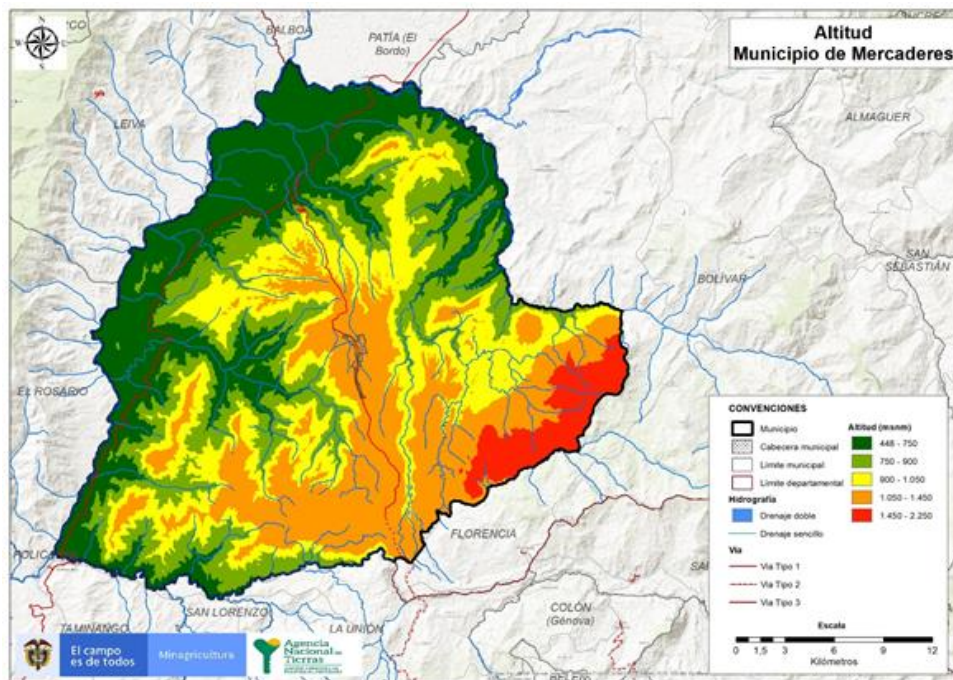 Altitud
Municipio de Mercaderes
BALBOA
PATÍA (El
Bordo)
LEIVA
ALMAGUER
SAN
SEBASTIÁN
BOLÍVAR
EL ROSARIO
FLORENCIA
SAN LORENZO
TAMINANGO
LA UNIÓN
COLÓN
(Génova)
CONVENCIONES
Municipio
Cabecera municipal
Límite municipal
Límite departamental
Hidrografía
Drenaje doble
Drenaje sencillo
Vía
Vía Tipo 1
Vía Tipo 2
Vía Tipo 3
Altitud (msnm)
448 - 750
750 - 900
900 - 1.050
1.050 - 1.450
1.450 - 2.250
Escala
0 1,5 3 6 9 12
Kilómetros
El campo
es de todos
Minagricultura
Agencia
Nacional de
Tierras